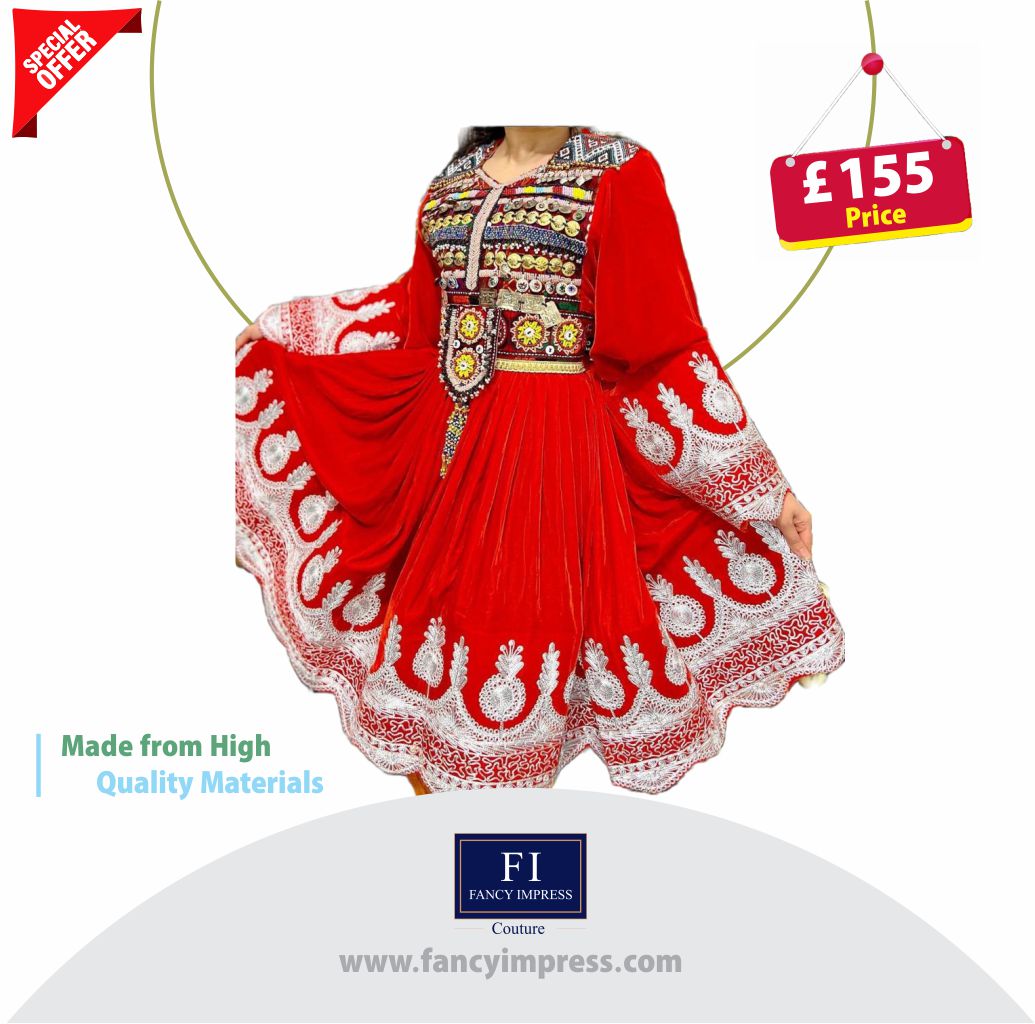 SPECIAL
OFFER
£155
Price
Made from High
Quality Materials
FI
FANCY IMPRESS
Couture
www.fancyimpress.com